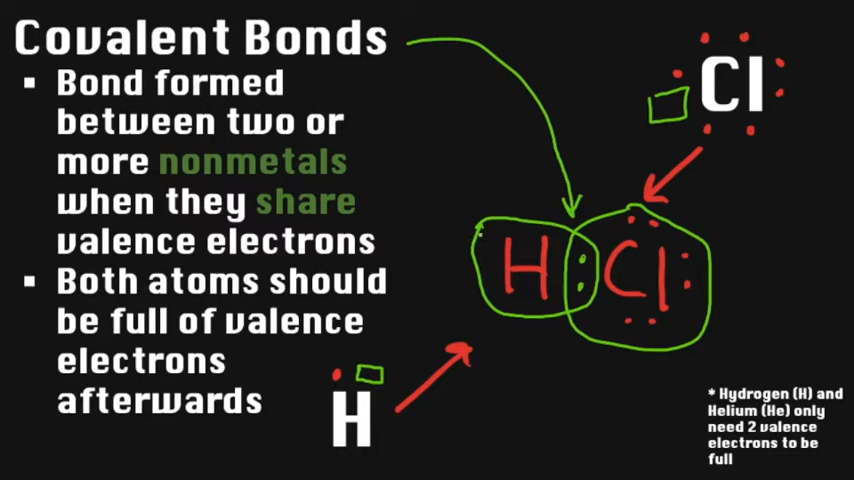 Covalent Bonds
▪ Bond formed
between two or
more nonmetals
when they share
valence electrons
▪ Both atoms should
be full of valence
electrons
afterwards
Cl
H : Cl
H
* Hydrogen (H) and
Helium (He) only
need 2 valence
electrons to be
full